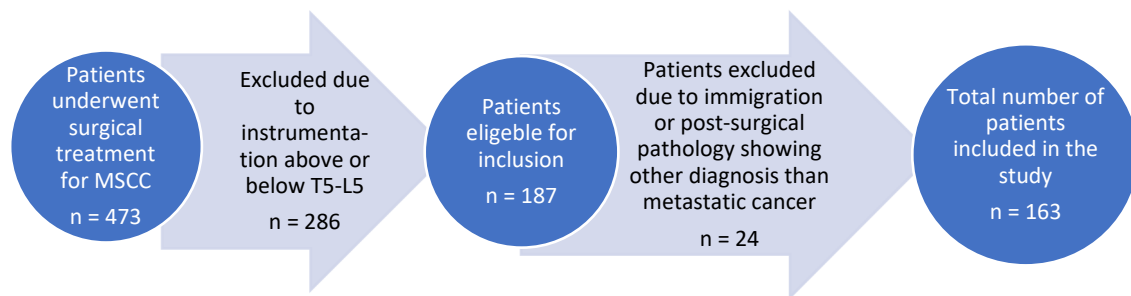 Patients
underwent
surgical
treatment
for MSCC
n = 473
Excluded due
to
instrumenta-
tion above or
below T5-L5
n = 286
Patients
eligeble for
inclusion
n = 187
Patients excluded
due to immigration
or post-surgical
pathology showing
other diagnosis than
metastatic cancer
n = 24
Total number of
patients
included in the
study
n = 163